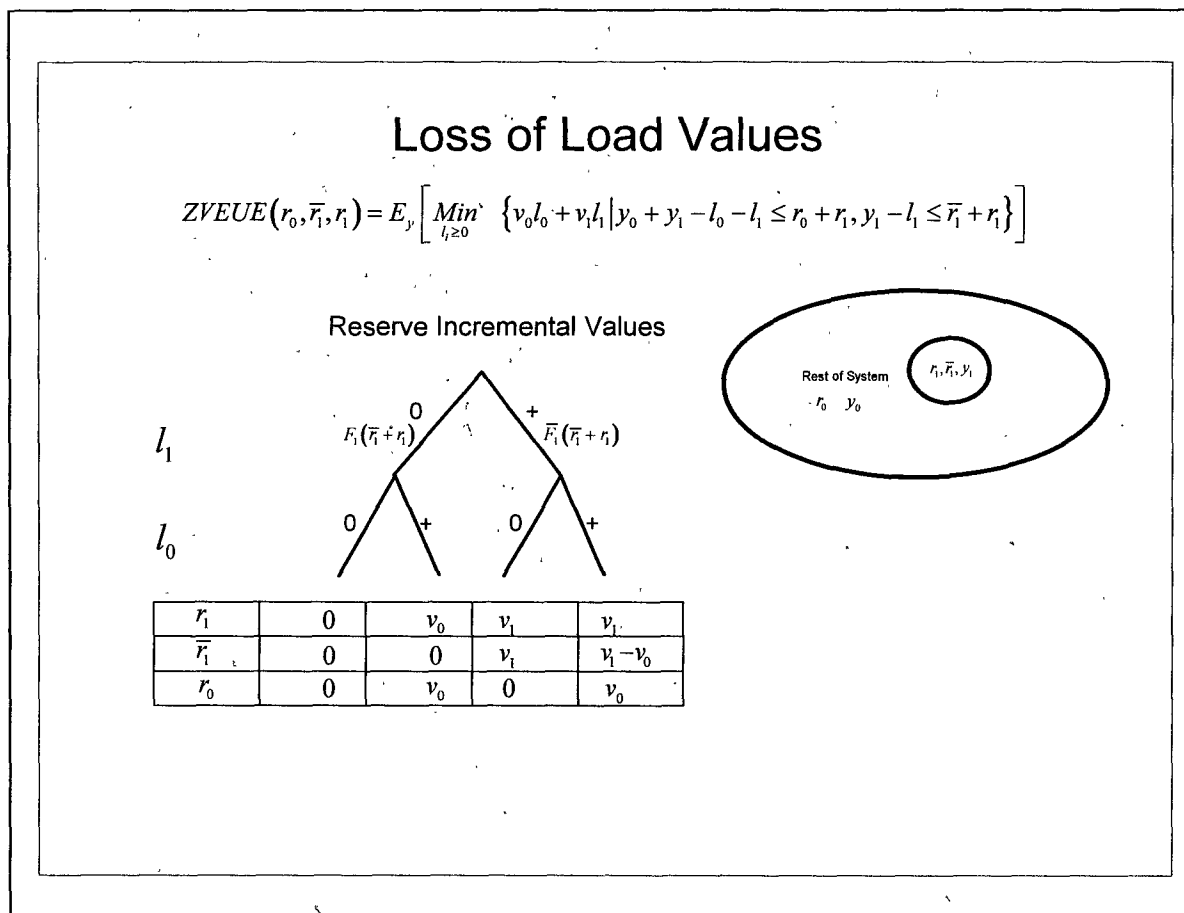 Loss of Load Values
ZVEUE(r₀, r̅₁, r₁) = E_y [ Min_{l_i≥0} {v₀l₀ + v₁l₁ | y₀ + y₁ − l₀ − l₁ ≤ r₀ + r₁, y₁ − l₁ ≤ r̅₁ + r₁} ]
Reserve Incremental Values
r₁, r̅₁, y₁
Rest of System
r₀ y₀
0 +
l₁ F₁(r̅₁ + r₁) F̅₁(r̅₁ + r₁)
l₀ 0 + 0 +
r₁ 0 v₀ v₁ v₁
r̅₁ 0 0 v₁ v₁−v₀
r₀ 0 v₀ 0 v₀